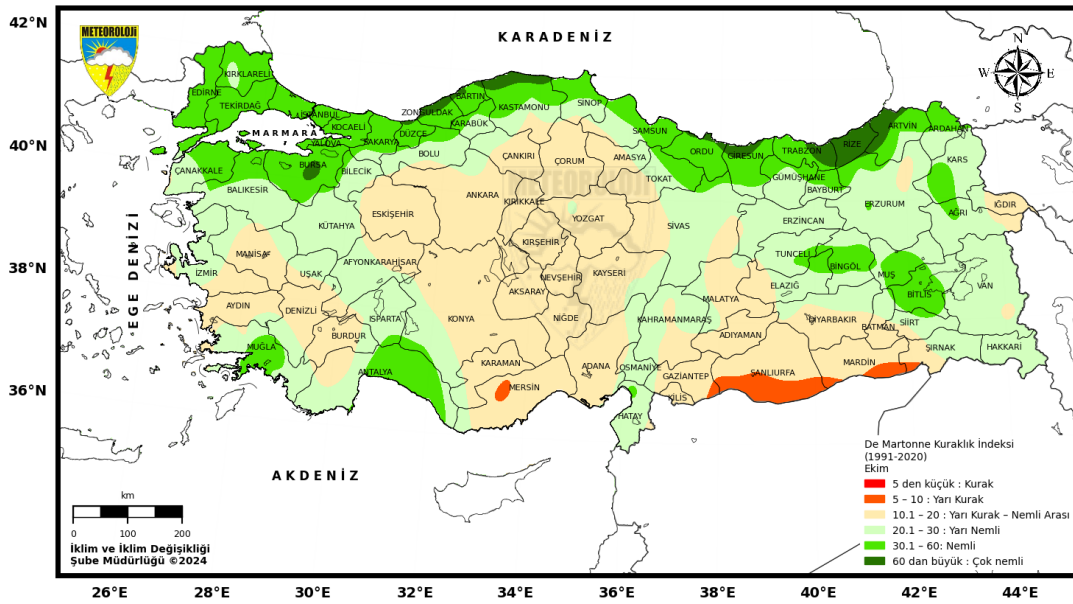 42°N
40°N
38°N
36°N
METEOROLOJİ
KARADENİZ
N
W E
S
KIRKLARELİ
EDİRNE
TEKİRDAĞ
İSTANBUL
KOCAELİ
MARMARA
YALOVA
SAKARYA
DÜZCE
ZONGULDAK
BARTIN
KARABÜK
KASTAMONU
SİNOP
SAMSUN
ORDU
GİRESUN
TRABZON
RİZE
ARTVİN
ARDAHAN
ÇANAKKALE
BURSA
BİLECİK
BOLU
ÇANKIRI
ÇORUM
AMASYA
TOKAT
GÜMÜŞHANE
BAYBURT
KARS
BALIKESİR
ESKİŞEHİR
ANKARA
KIRIKKALE
METEOROLOJİ
YOZGAT
SİVAS
ERZİNCAN
ERZURUM
AĞRI
IĞDIR
KÜTAHYA
EGE DENİZİ
MANİSA
İZMİR
UŞAK
AFYONKARAHİSAR
KIRŞEHİR
NEVŞEHİR
KAYSERİ
AKSARAY
TUNCELİ
BİNGÖL
MUŞ
BİTLİS
VAN
ELAZIĞ
MALATYA
AYDIN
DENİZLİ
BURDUR
ISPARTA
KONYA
NİĞDE
KAHRAMANMARAŞ
ADIYAMAN
DİYARBAKIR
BATMAN
SİİRT
ŞIRNAK
HAKKARİ
MUĞLA
ANTALYA
KARAMAN
MERSİN
ADANA
OSMANİYE
GAZİANTEP
ŞANLIURFA
MARDİN
KİLİS
HATAY
AKDENİZ
km
0 100 200
İklim ve İklim Değişikliği
Şube Müdürlüğü ©2024
De Martonne Kuraklık İndeksi
(1991-2020)
Ekim
5 den küçük : Kurak
5 – 10 : Yarı Kurak
10.1 – 20 : Yarı Kurak – Nemli Arası
20.1 – 30 : Yarı Nemli
30.1 – 60: Nemli
60 dan büyük : Çok nemli
26°E 28°E 30°E 32°E 34°E 36°E 38°E 40°E 42°E 44°E